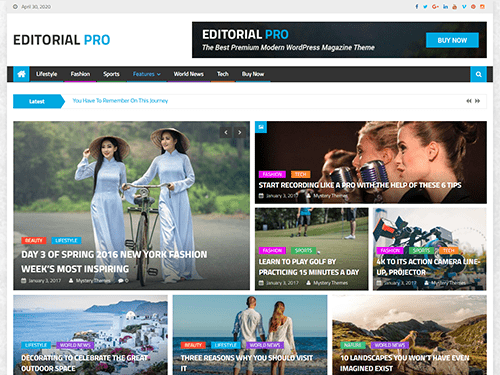 April 30, 2020
EDITORIAL PRO
EDITORIAL PRO
The Best Premium Modern WordPress Magazine Theme
BUY NOW
Lifestyle Fashion Sports Features World News Tech Buy Now
Latest
You Have To Remember On This Journey
BEAUTY LIFESTYLE
DAY 3 OF SPRING 2016 NEW YORK FASHION
WEEK'S MOST INSPIRING
January 3, 2017 Mystery Themes 0
FASHION TECH
START RECORDING LIKE A PRO WITH THE HELP OF THESE 6 TIPS
January 3, 2017 Mystery Themes
FASHION SPORTS
LEARN TO PLAY GOLF BY
PRACTICING 15 MINUTES A DAY
January 3, 2017 Mystery Themes
FASHION SPORTS TECH
4K TO ITS ACTION CAMERA LINE-
UP, PROJECTOR
January 3, 2017 Mystery Themes
LIFESTYLE WORLD NEWS
DECORATING TO CELEBRATE THE GREAT
OUTDOOR SPACE
BEAUTY LIFESTYLE WORLD NEWS
THREE REASONS WHY YOU SHOULD VISIT
IT
NATURE WORLD NEWS
10 LANDSCAPES YOU WON'T HAVE EVEN
IMAGINED EXIST